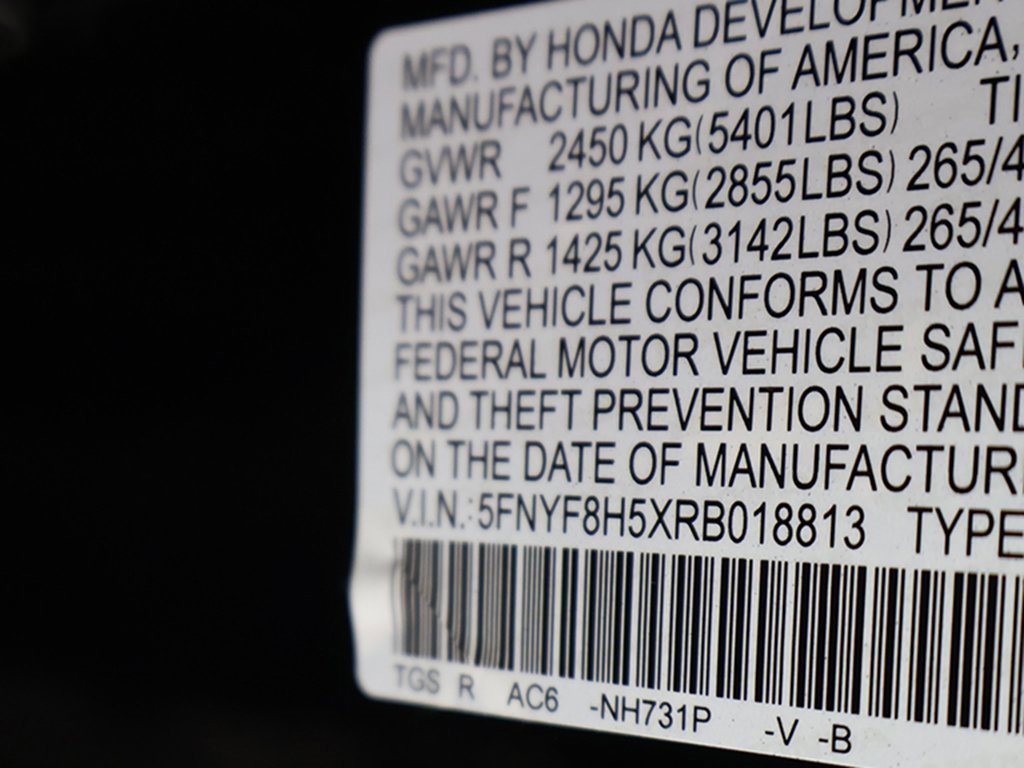 MFD. BY HONDA DEVELOPME
MANUFACTURING OF AMERICA,
GVWR 2450 KG(5401LBS) TI
GAWR F 1295 KG(2855LBS) 265/4
GAWR R 1425 KG(3142LBS) 265/4
THIS VEHICLE CONFORMS TO A
FEDERAL MOTOR VEHICLE SAF
AND THEFT PREVENTION STAND
ON THE DATE OF MANUFACTUR
V.I.N.:5FNYF8H5XRB018813 TYPE
TGS R AC6 -NH731P -V -B